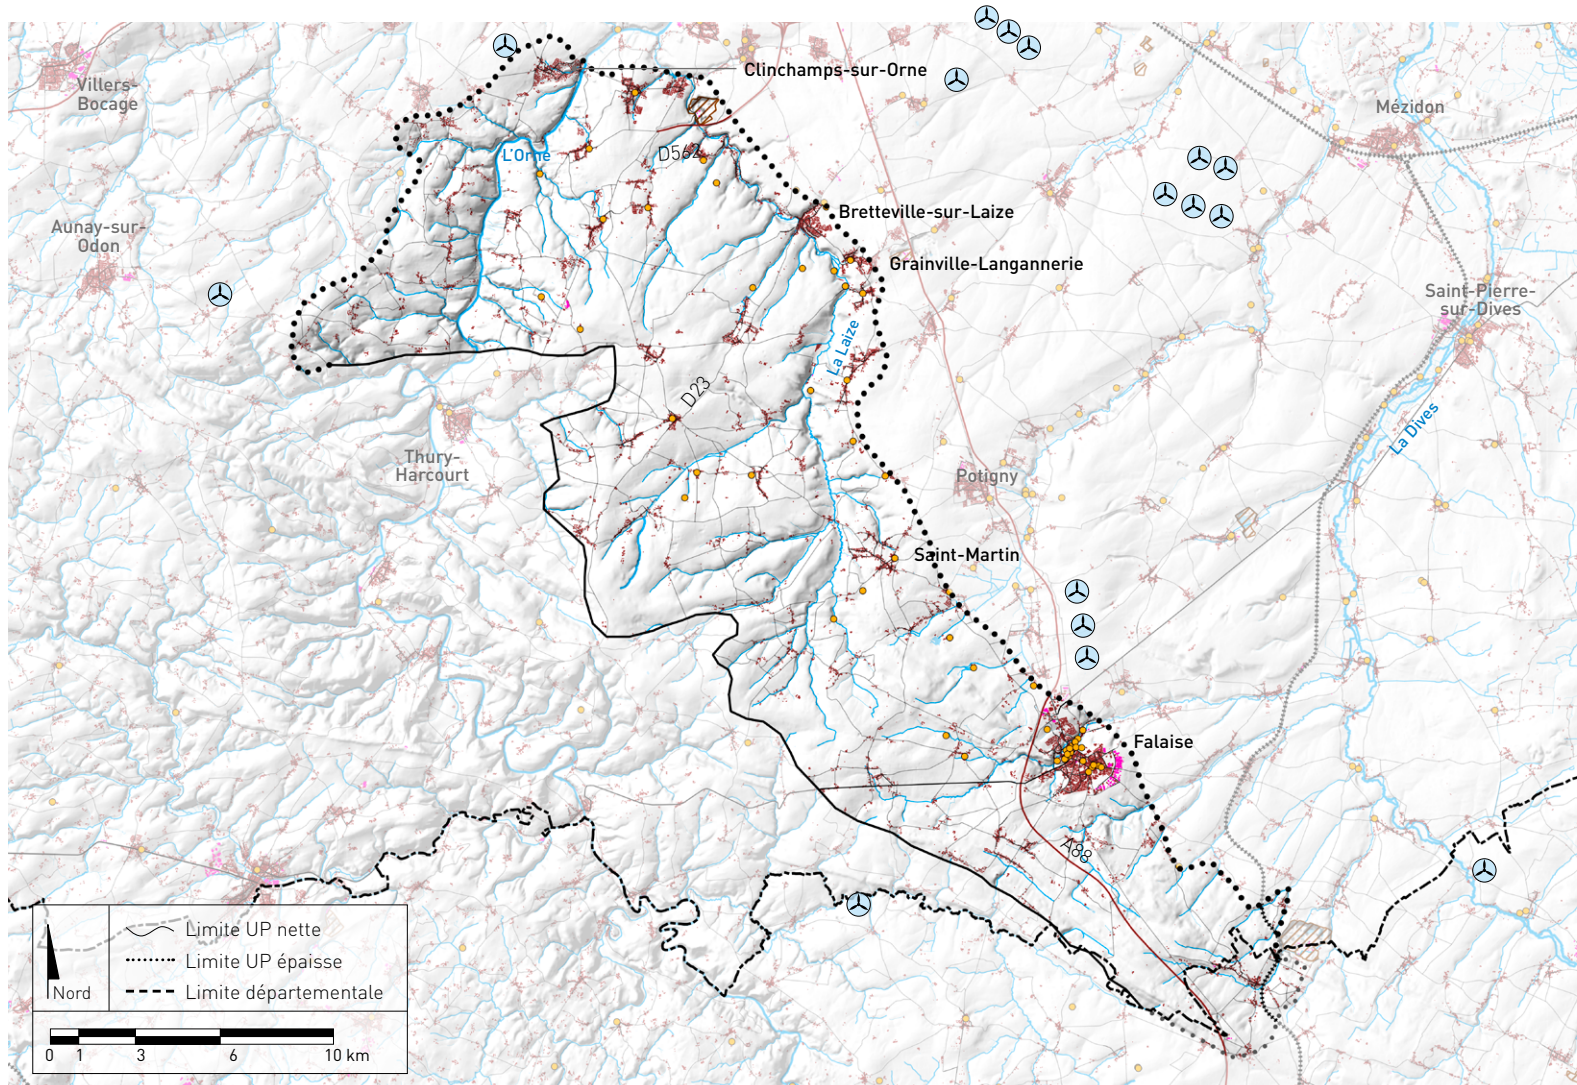 Clinchamps-sur-Orne
Villers-
Bocage
Mézidon
L'Orne
D562
Bretteville-sur-Laize
Aunay-sur-
Odon
Grainville-Langannerie
Saint-Pierre-
sur-Dives
La Laize
D23
La Dives
Thury-
Harcourt
Potigny
Saint-Martin
Falaise
A88
Limite UP nette
Limite UP épaisse
Limite départementale
Nord
0 1 3 6 10 km